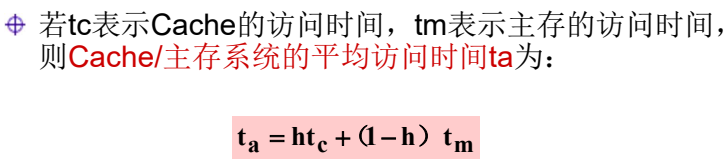 若tc表示Cache的访问时间，tm表示主存的访问时间，
则Cache/主存系统的平均访问时间ta为：
ta = htc + (1-h）tm